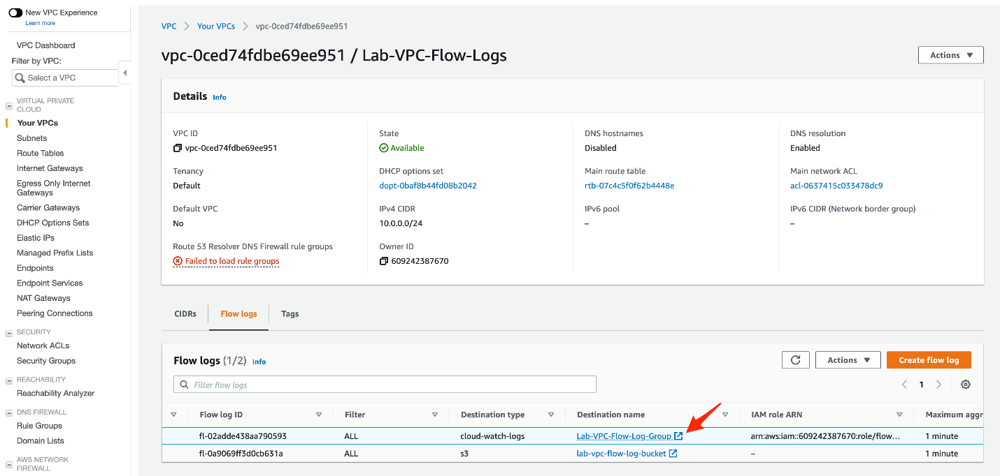 New VPC Experience
Learn more
VPC Dashboard
Filter by VPC:
Select a VPC
VIRTUAL PRIVATE
CLOUD
Your VPCs
Subnets
Route Tables
Internet Gateways
Egress Only Internet
Gateways
Carrier Gateways
DHCP Options Sets
Elastic IPs
Managed Prefix Lists
Endpoints
Endpoint Services
NAT Gateways
Peering Connections
SECURITY
Network ACLs
Security Groups
REACHABILITY
Reachability Analyzer
DNS FIREWALL
Rule Groups
Domain Lists
AWS NETWORK
FIREWALL
VPC > Your VPCs > vpc-0ced74fdbe69ee951
vpc-0ced74fdbe69ee951 / Lab-VPC-Flow-Logs
Actions
Details Info
VPC ID State DNS hostnames DNS resolution
vpc-0ced74fdbe69ee951 Available Disabled Enabled
Tenancy DHCP options set Main route table Main network ACL
Default dopt-0baf8b44fd08b2042 rtb-07c4c5f0f62b4448e acl-0637415c033478dc9
Default VPC IPv4 CIDR IPv6 pool IPv6 CIDR (Network border group)
No 10.0.0.0/24 – –
Route 53 Resolver DNS Firewall rule groups Owner ID
Failed to load rule groups 609242387670
CIDRs Flow logs Tags
Flow logs (1/2) Info Actions Create flow log
Filter flow logs 1
Flow log ID Filter Destination type Destination name IAM role ARN Maximum aggr
fl-02adde438aa790593 ALL cloud-watch-logs Lab-VPC-Flow-Log-Group arn:aws:iam::609242387670:role/flow... 1 minute
fl-0a9069ff3d0cb631a ALL s3 lab-vpc-flow-log-bucket – 1 minute